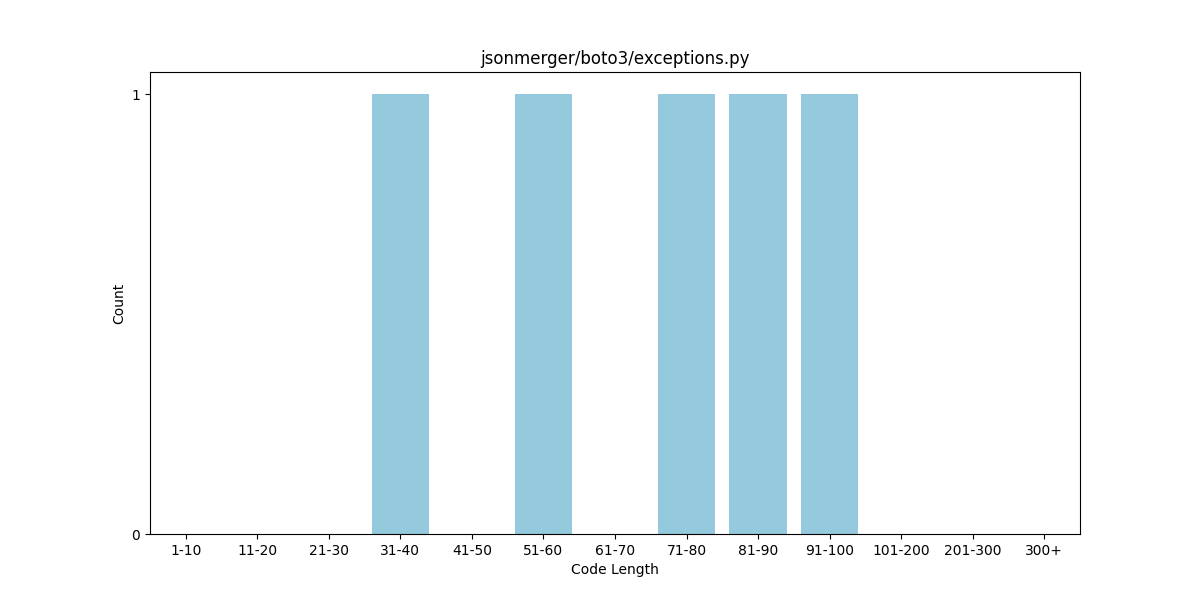 jsonmerger/boto3/exceptions.py
1
Count
0
1-10 11-20 21-30 31-40 41-50 51-60 61-70 71-80 81-90 91-100 101-200 201-300 300+
Code Length